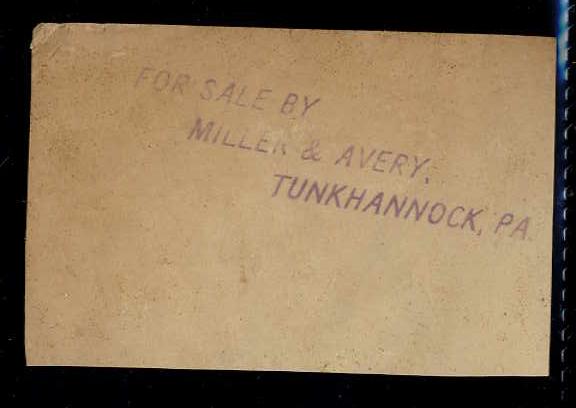 FOR SALE BY
MILLER & AVERY,
TUNKHANNOCK, PA.